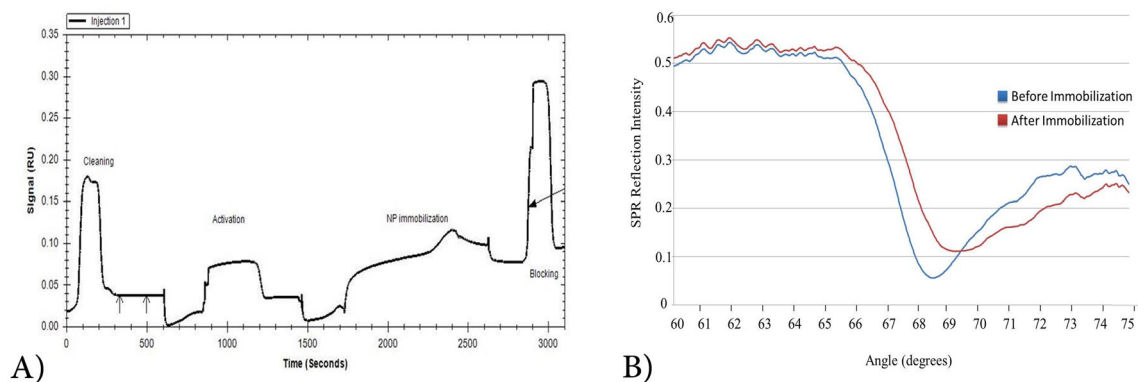 Injection 1
0.35
0.30
0.25
0.20
0.15
0.10
0.05
0.00
Signal (RU)
Cleaning
Activation
NP immobilization
Blocking
0 500 1000 1500 2000 2500 3000
Time (Seconds)
A)
0.6
0.5
0.4
0.3
0.2
0.1
0
SPR Reflection Intensity
Before Immobilization
After Immobilization
60 61 62 63 64 65 66 67 68 69 70 71 72 73 74 75
Angle (degrees)
B)